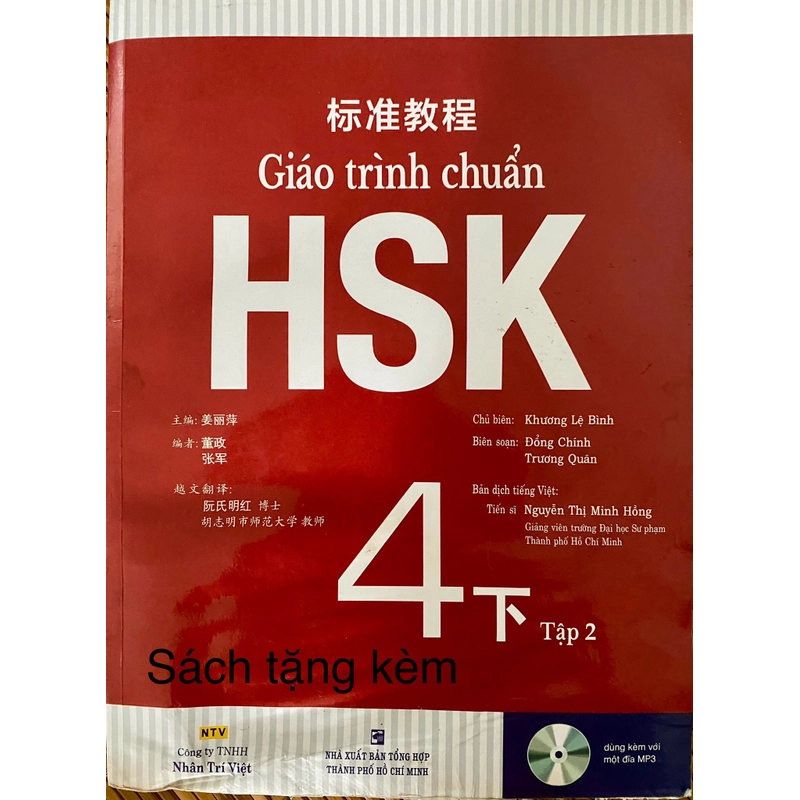 标准教程
Giáo trình chuẩn
HSK
主编: 姜丽萍
编者: 董政
张军
越文翻译:
阮氏明红 博士
胡志明市师范大学 教师
Chủ biên: Khương Lệ Bình
Biên soạn: Đổng Chính
Trương Quân
Bản dịch tiếng Việt:
Tiến sĩ Nguyễn Thị Minh Hồng
Giảng viên trường Đại học Sư phạm
Thành phố Hồ Chí Minh
4下 Tập 2
Sách tặng kèm
NTV
Công ty TNHH
Nhân Trí Việt
NHÀ XUẤT BẢN TỔNG HỢP
THÀNH PHỐ HỒ CHÍ MINH
dùng kèm với
một đĩa MP3